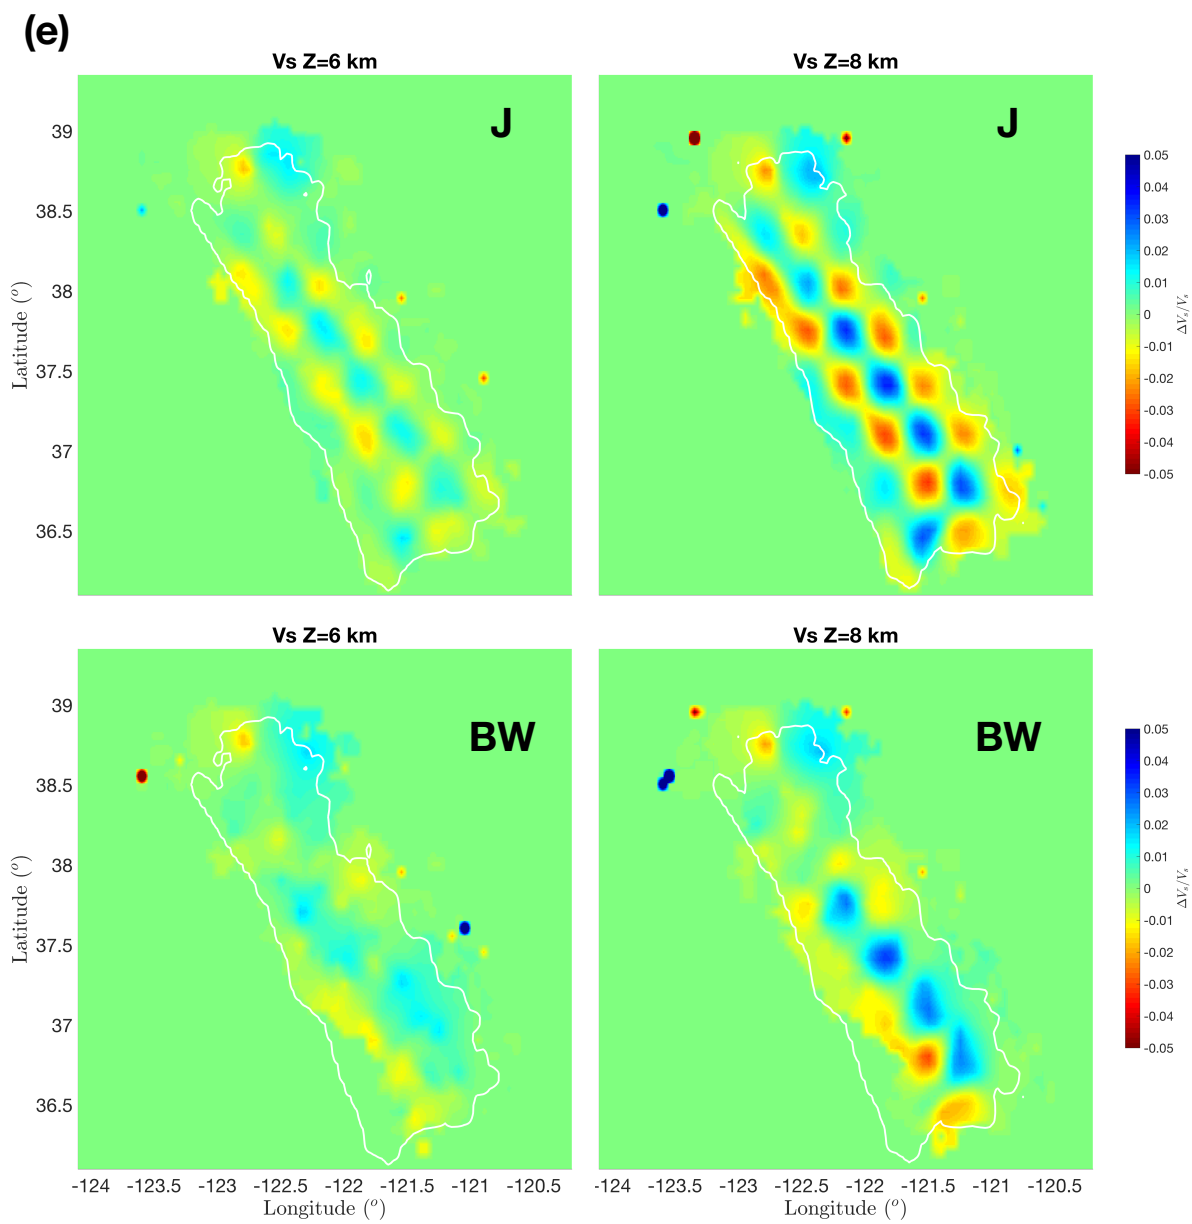 (e)
Vs Z=6 km
Vs Z=8 km
J
J
39
38.5
38
37.5
37
36.5
Latitude (°)
0.05
0.04
0.03
0.02
0.01
0
-0.01
-0.02
-0.03
-0.04
-0.05
ΔVs/Vs
Vs Z=6 km
Vs Z=8 km
BW
BW
39
38.5
38
37.5
37
36.5
Latitude (°)
0.05
0.04
0.03
0.02
0.01
0
-0.01
-0.02
-0.03
-0.04
-0.05
ΔVs/Vs
-124 -123.5 -123 -122.5 -122 -121.5 -121 -120.5
-124 -123.5 -123 -122.5 -122 -121.5 -121 -120.5
Longitude (°)
Longitude (°)